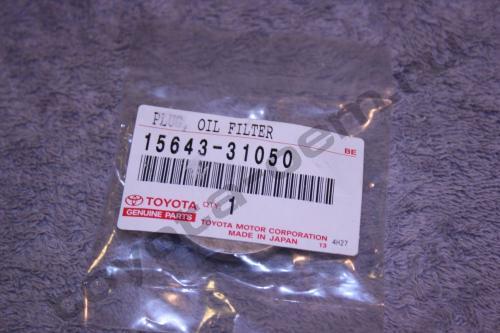 PLUG, OIL FILTER
15643-31050 BE
TOYOTA QTY. 1
GENUINE PARTS
TOYOTA MOTOR CORPORATION
MADE IN JAPAN 13 4H27